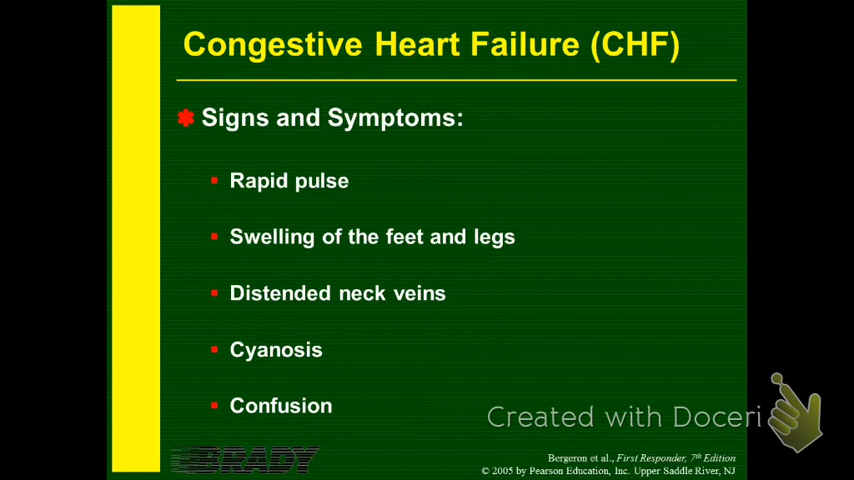 Congestive Heart Failure (CHF)
Signs and Symptoms:
Rapid pulse
Swelling of the feet and legs
Distended neck veins
Cyanosis
Confusion
Created with Doceri
BRADY
Bergeron et al., First Responder, 7th Edition
© 2005 by Pearson Education, Inc. Upper Saddle River, NJ